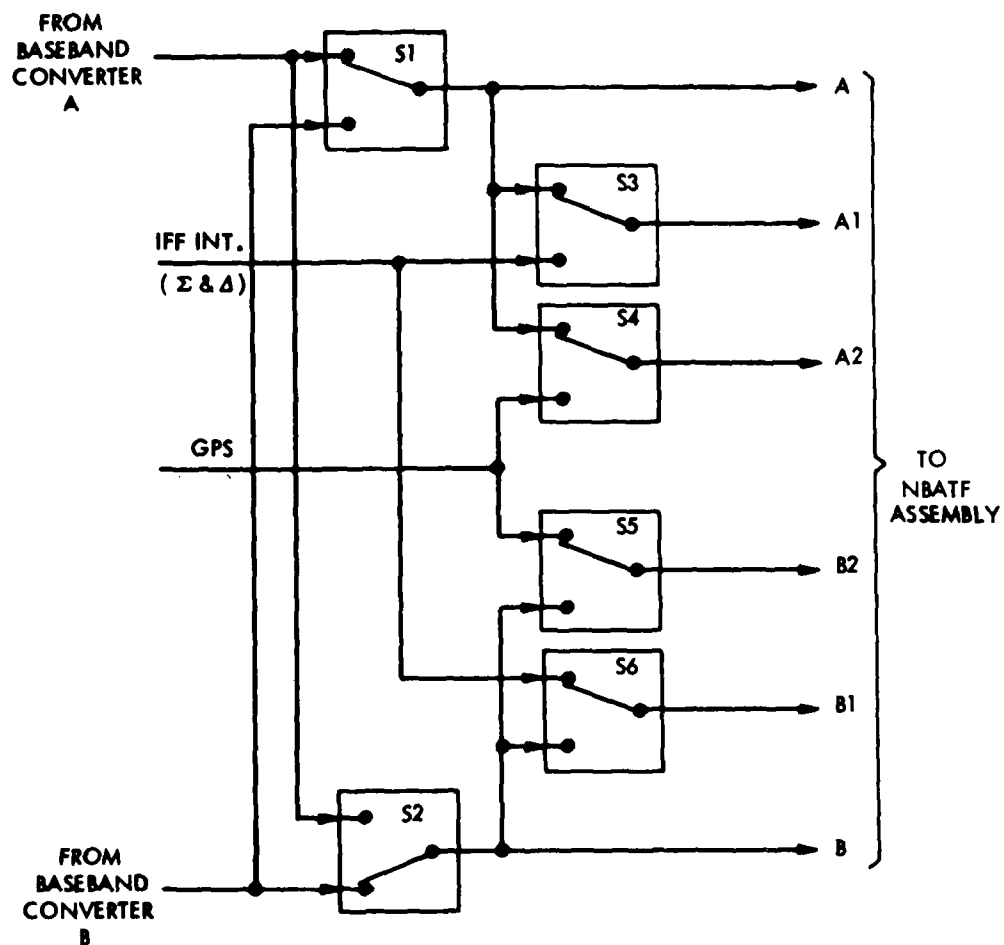 FROM
BASEBAND
CONVERTER
A
S1
A
S3
A1
IFF INT.
(Σ & Δ)
S4
A2
GPS
TO
NBATF
ASSEMBLY
S5
B2
S6
B1
S2
B
FROM
BASEBAND
CONVERTER
B